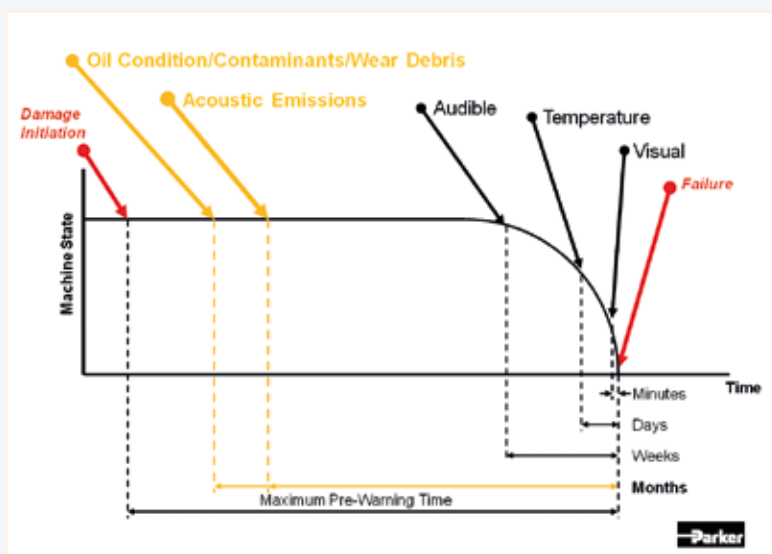 Oil Condition/Contaminants/Wear Debris
Acoustic Emissions
Damage
Initiation
Audible
Temperature
Visual
Failure
Machine State
Time
Minutes
Days
Weeks
Months
Maximum Pre-Warning Time
Parker